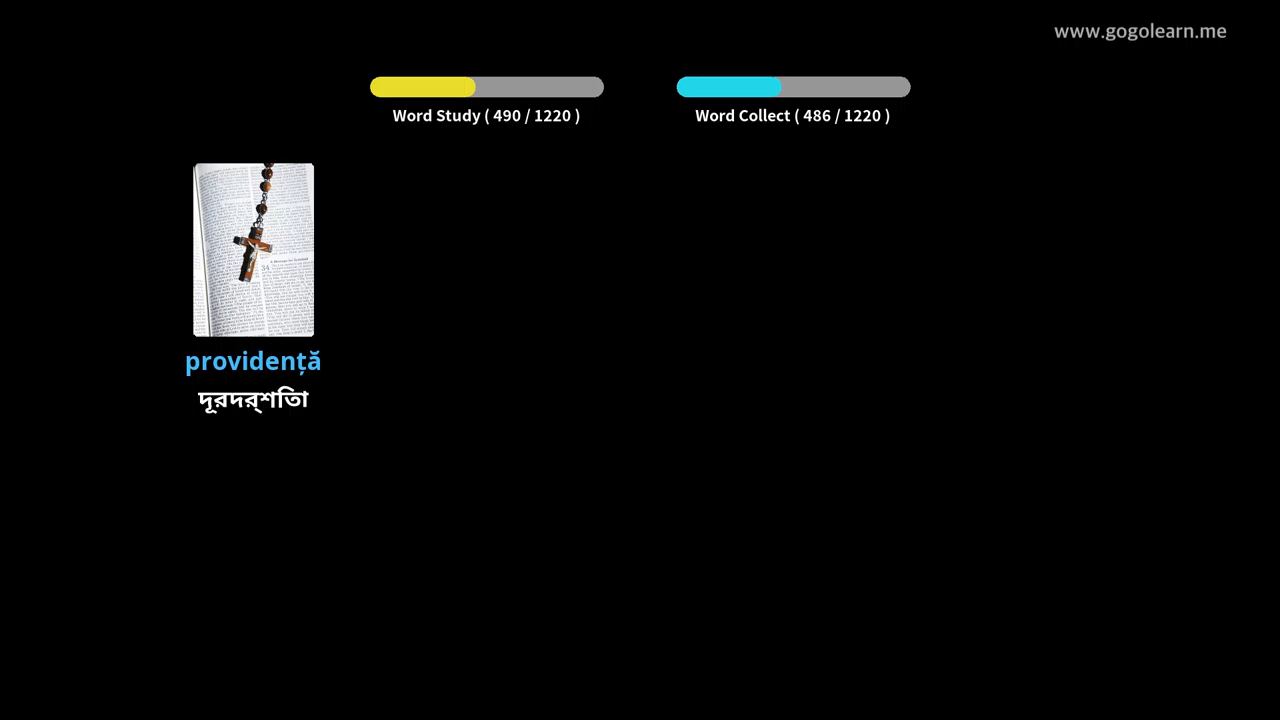 www.gogolearn.me
Word Study ( 490 / 1220 )
Word Collect ( 486 / 1220 )
providență
দূরদর্শিতা